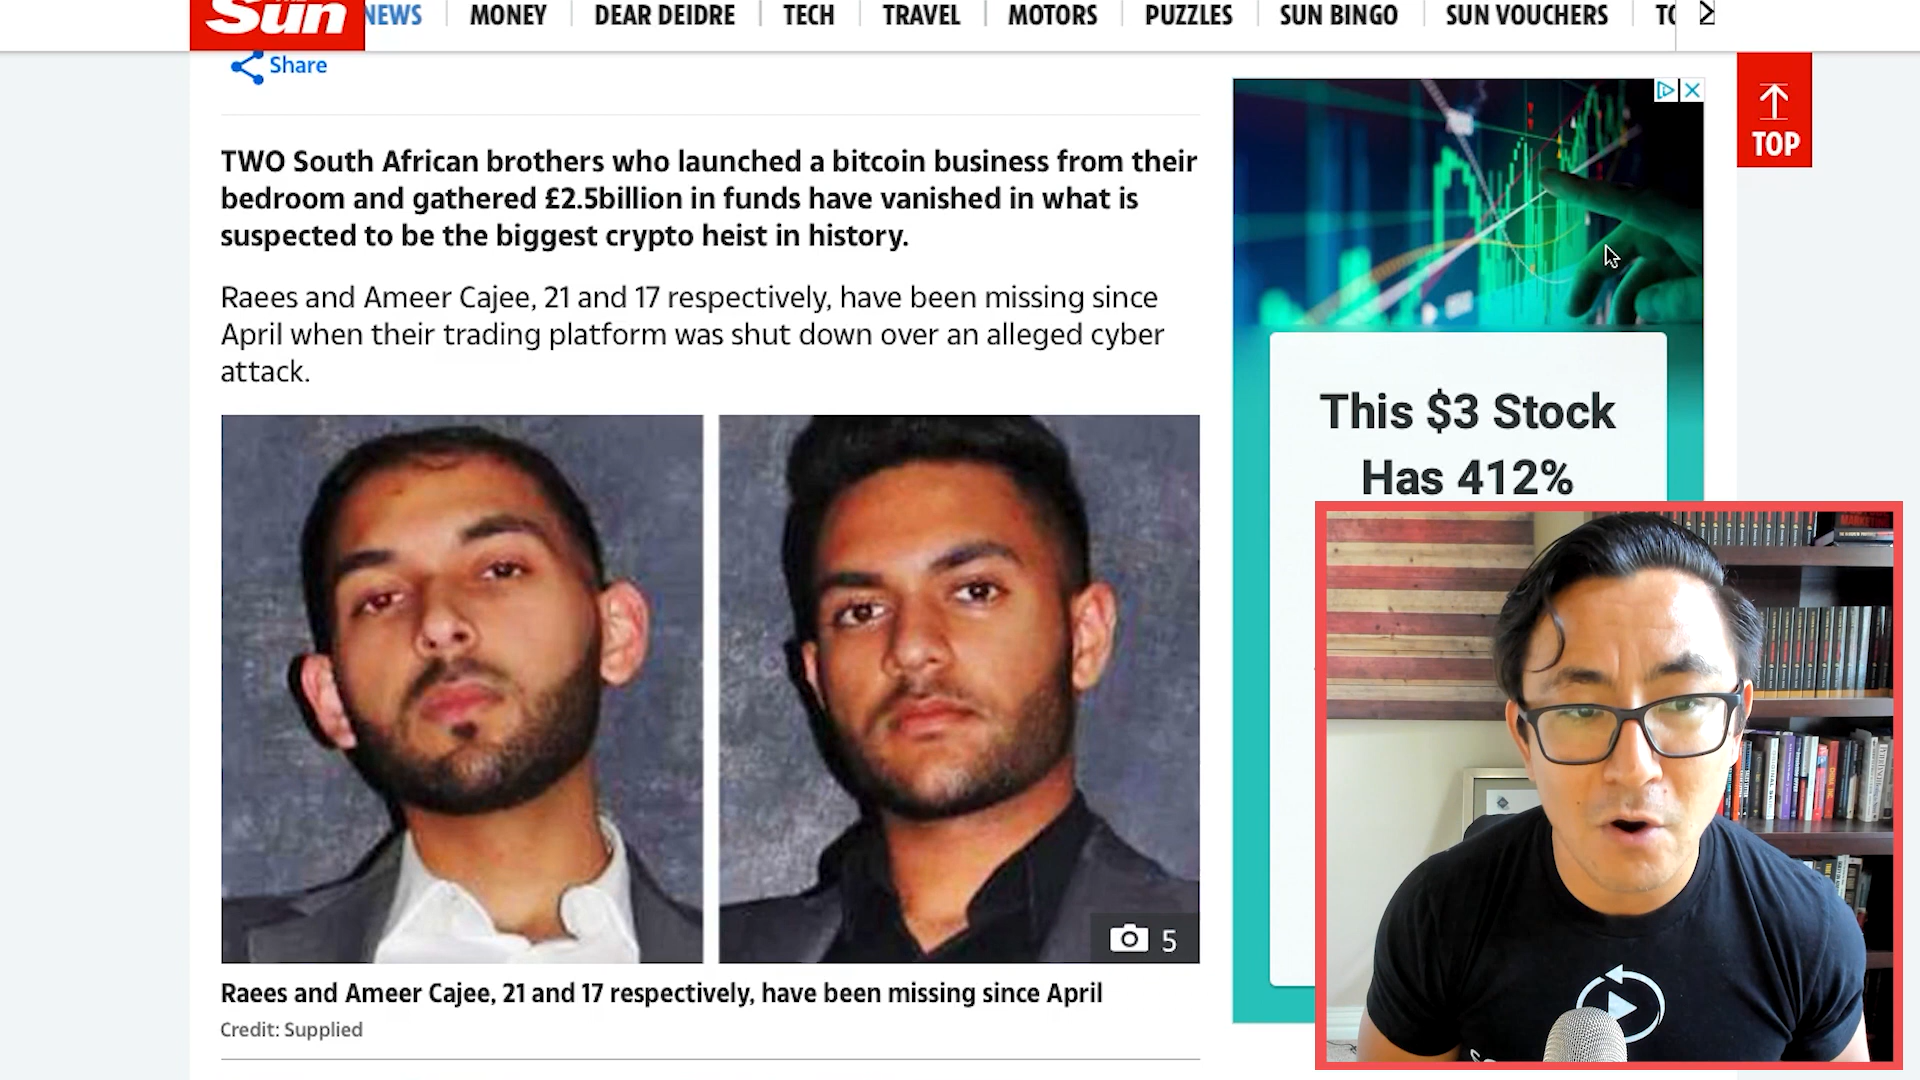 THE
Sun
NEWS
MONEY
DEAR DEIDRE
TECH
TRAVEL
MOTORS
PUZZLES
SUN BINGO
SUN VOUCHERS
Share
TOP
TWO South African brothers who launched a bitcoin business from their
bedroom and gathered £2.5billion in funds have vanished in what is
suspected to be the biggest crypto heist in history.
Raees and Ameer Cajee, 21 and 17 respectively, have been missing since
April when their trading platform was shut down over an alleged cyber
attack.
5
Raees and Ameer Cajee, 21 and 17 respectively, have been missing since April
Credit: Supplied
This $3 Stock
Has 412%
MARKETING